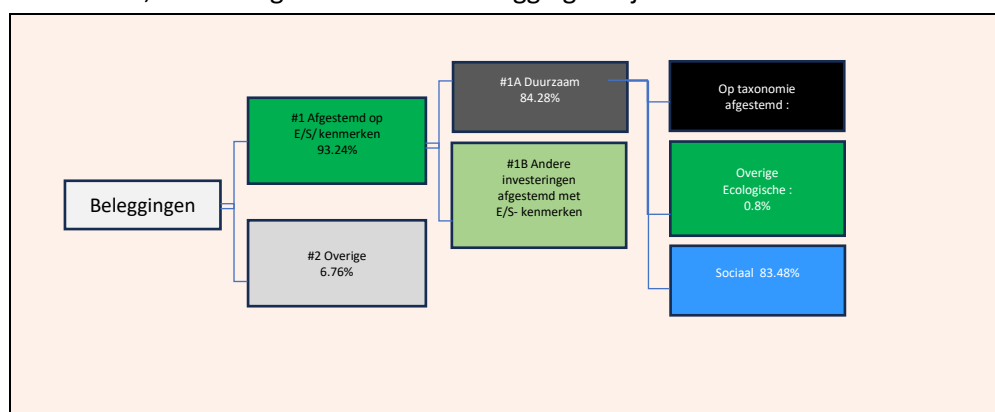 Beleggingen
#1 Afgestemd op
E/S/ kenmerken
93.24%
#2 Overige
6.76%
#1A Duurzaam
84.28%
#1B Andere
investeringen
afgestemd met
E/S- kenmerken
Op taxonomie
afgestemd :
Overige
Ecologische :
0.8%
Sociaal 83.48%